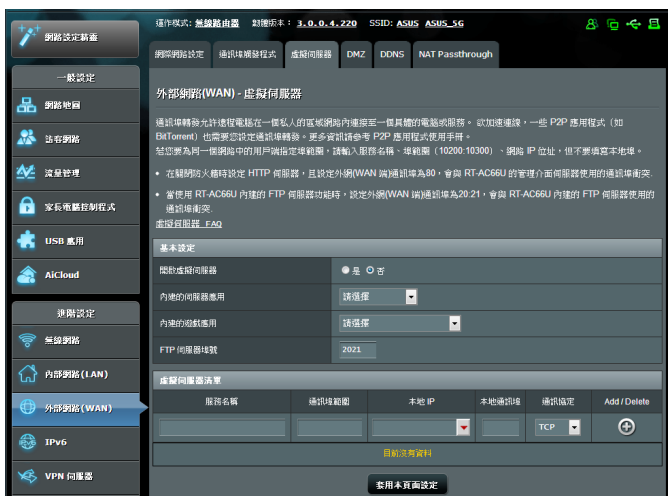 運作模式: 無線路由器 韌體版本: 3.0.0.4.220 SSID: ASUS ASUS_5G
網路設定精靈
一般設定
網路地圖
訪客網路
流量管理
家長電腦控制程式
USB 應用
AiCloud
進階設定
無線網路
內部網路(LAN)
外部網路(WAN)
IPv6
VPN 伺服器
網際網路設定 通訊埠觸發程式 虛擬伺服器 DMZ DDNS NAT Passthrough
外部網路(WAN) - 虛擬伺服器
通訊埠轉發允許遠程電腦在一個私人的區域網路內連接至一個具體的電腦或服務。 欲加速連線,一些 P2P 應用程式(如
BitTorrent) 也需要您設定通訊埠轉發。更多資訊請參考 P2P 應用程式使用手冊。
若您要為同一個網路中的用戶端指定埠範圍,請輸入服務名稱、埠範圍(10200:10300)、網路 IP 位址,但不要填寫本地埠。
• 在關閉防火牆時設定 HTTP 伺服器,且設定外網(WAN 端)通訊埠為80,會與 RT-AC66U 的管理介面伺服器使用的通訊埠衝突.
• 當使用 RT-AC66U 內建的 FTP 伺服器功能時,設定外網(WAN 端)通訊埠為20:21,會與 RT-AC66U 內建的 FTP 伺服器使用的
通訊埠衝突.
虛擬伺服器 FAQ
基本設定
開啟虛擬伺服器 是 否
內建的伺服器應用 請選擇
內建的遊戲應用 請選擇
FTP 伺服器埠號 2021
虛擬伺服器清單
服務名稱 通訊埠範圍 本地 IP 本地通訊埠 通訊協定 Add / Delete
TCP
目前沒有資料
套用本頁面設定